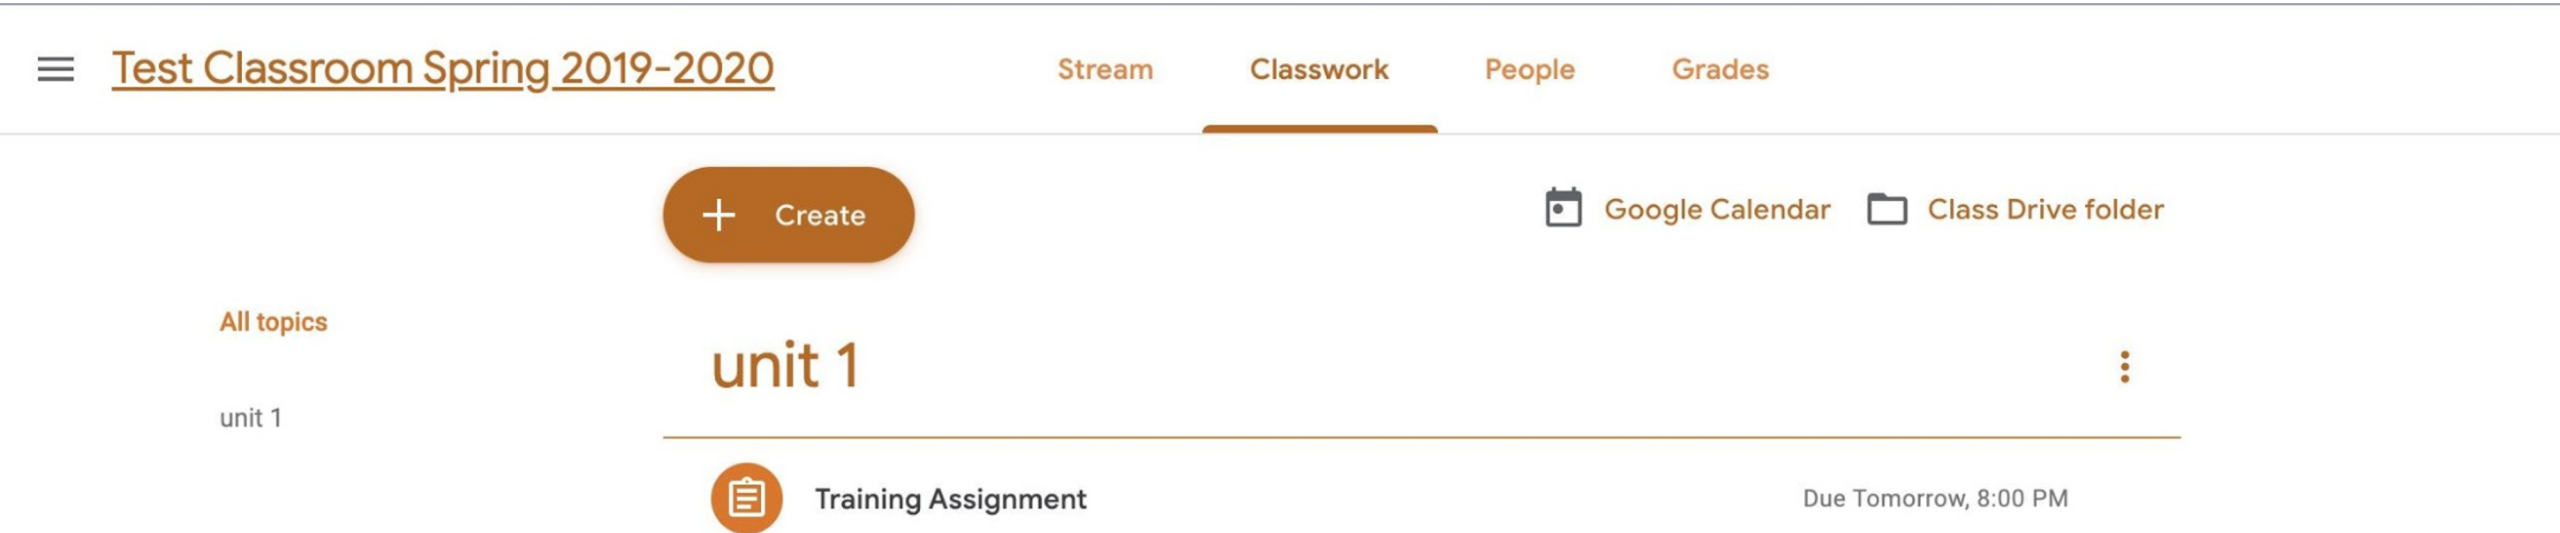 Test Classroom Spring 2019-2020
Stream
Classwork
People
Grades
Create
Google Calendar
Class Drive folder
All topics
unit 1
unit 1
Training Assignment
Due Tomorrow, 8:00 PM